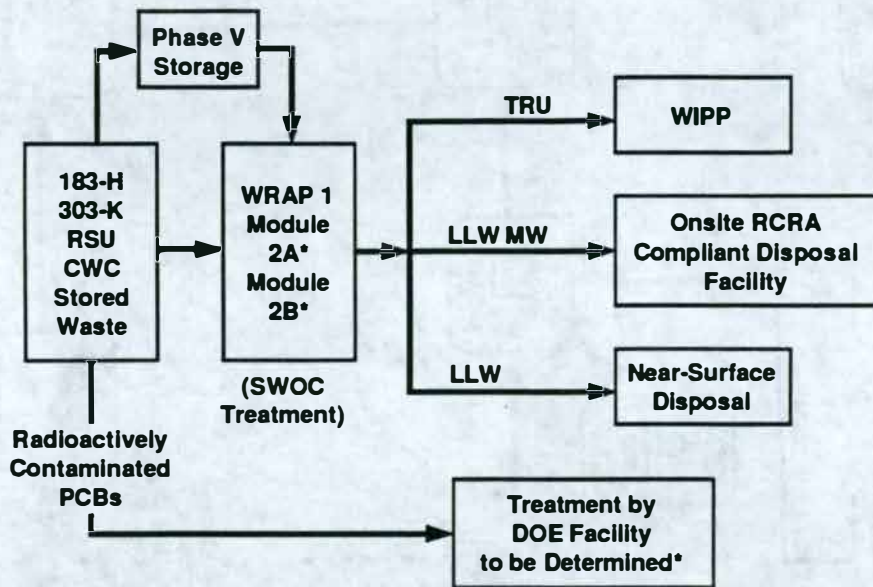 Phase V
Storage
183-H
303-K
RSU
CWC
Stored
Waste
WRAP 1
Module
2A*
Module
2B*
(SWOC
Treatment)
TRU
WIPP
LLW MW
Onsite RCRA
Compliant Disposal
Facility
LLW
Near-Surface
Disposal
Radioactively
Contaminated
PCBs
Treatment by
DOE Facility
to be Determined*